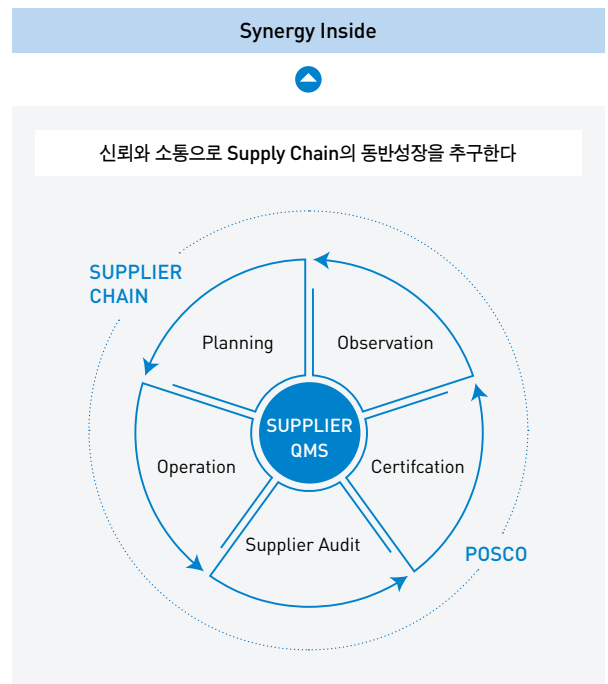 Synergy Inside
신뢰와 소통으로 Supply Chain의 동반성장을 추구한다
SUPPLIER
CHAIN
Planning
Observation
SUPPLIER
QMS
Operation
Certifcation
Supplier Audit
POSCO